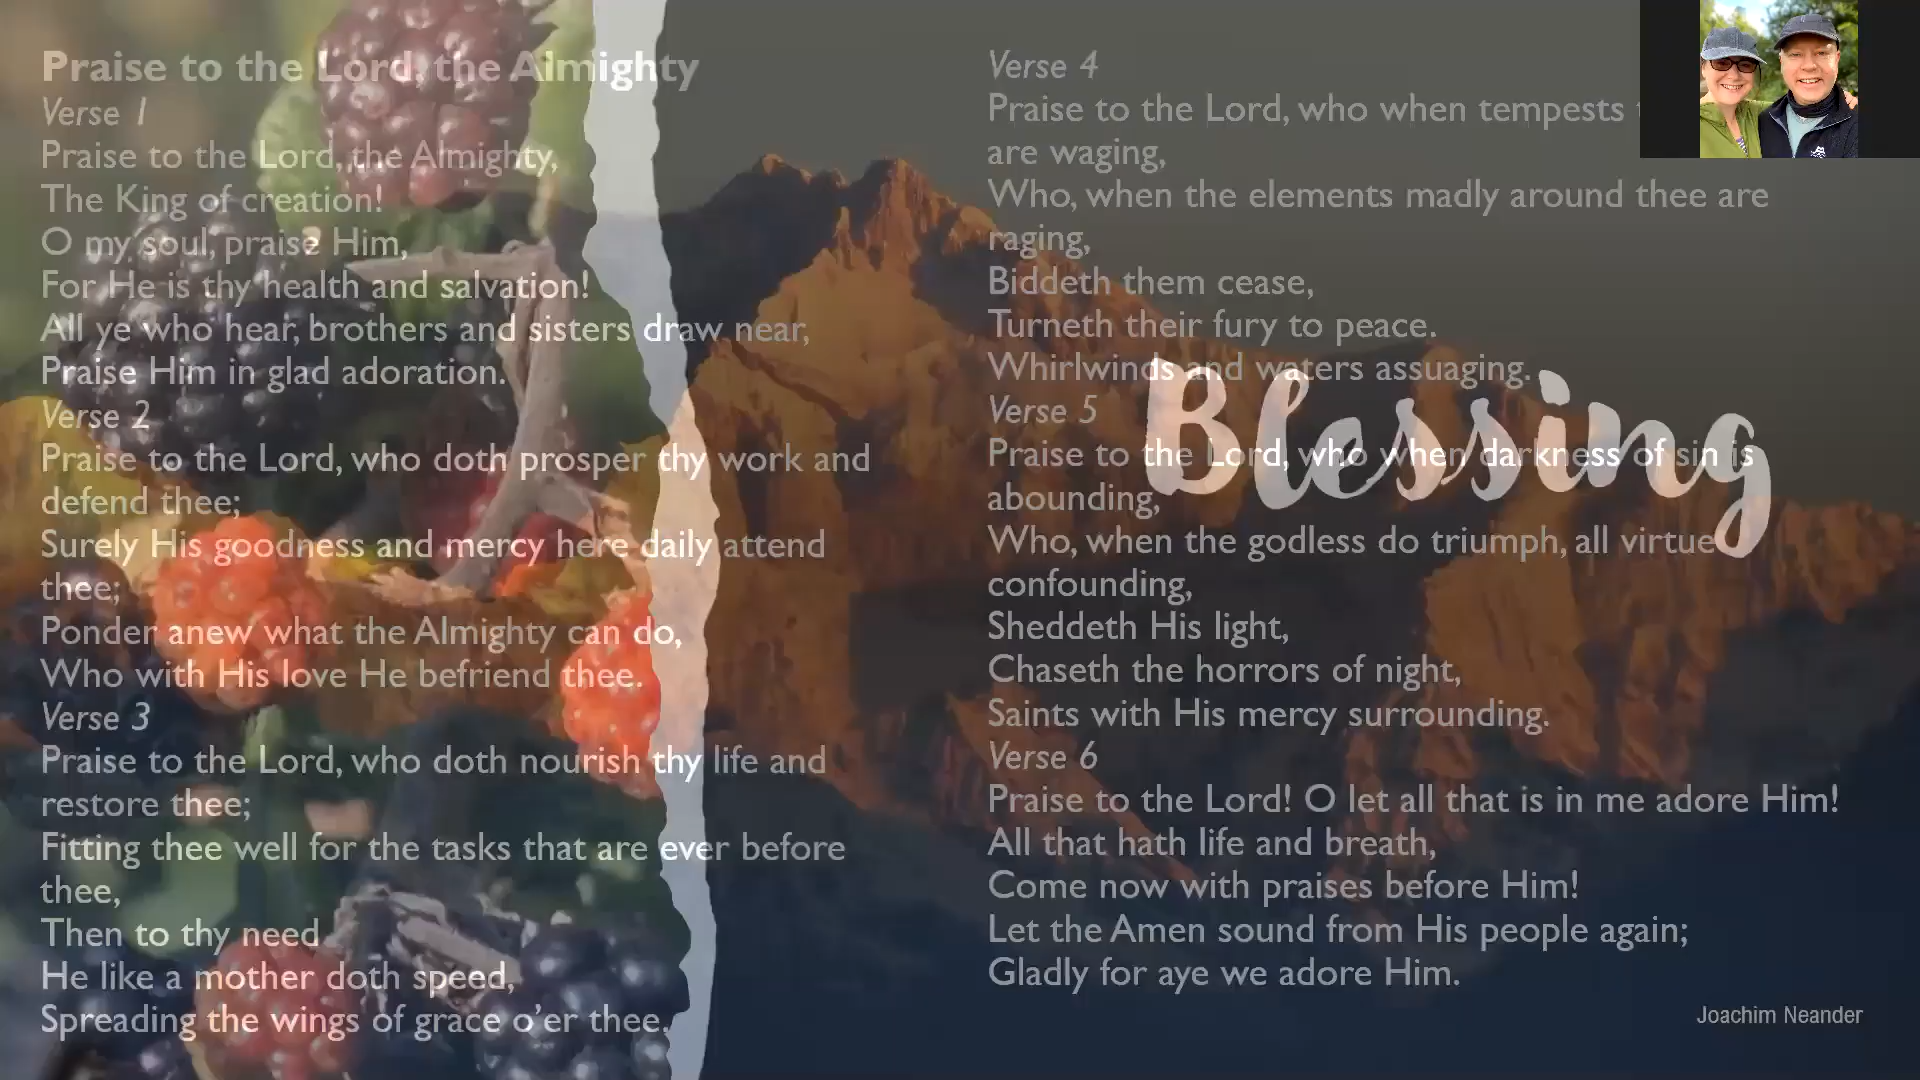 Praise to the Lord, the Almighty
Verse 1
Praise to the Lord, the Almighty,
The King of creation!
O my soul, praise Him,
For He is thy health and salvation!
All ye who hear, brothers and sisters draw near,
Praise Him in glad adoration.
Verse 2
Praise to the Lord, who doth prosper thy work and
defend thee;
Surely His goodness and mercy here daily attend
thee;
Ponder anew what the Almighty can do,
Who with His love He befriend thee.
Verse 3
Praise to the Lord, who doth nourish thy life and
restore thee;
Fitting thee well for the tasks that are ever before
thee,
Then to thy need
He like a mother doth speed,
Spreading the wings of grace o'er thee.
Verse 4
Praise to the Lord, who when tempests
are waging,
Who, when the elements madly around thee are
raging,
Biddeth them cease,
Turneth their fury to peace.
Whirlwinds and waters assuaging.
Verse 5
Praise to the Lord, who when darkness of sin is
abounding,
Who, when the godless do triumph, all virtue
confounding,
Sheddeth His light,
Chaseth the horrors of night,
Saints with His mercy surrounding.
Verse 6
Praise to the Lord! O let all that is in me adore Him!
All that hath life and breath,
Come now with praises before Him!
Let the Amen sound from His people again;
Gladly for aye we adore Him.
Joachim Neander
Blessing